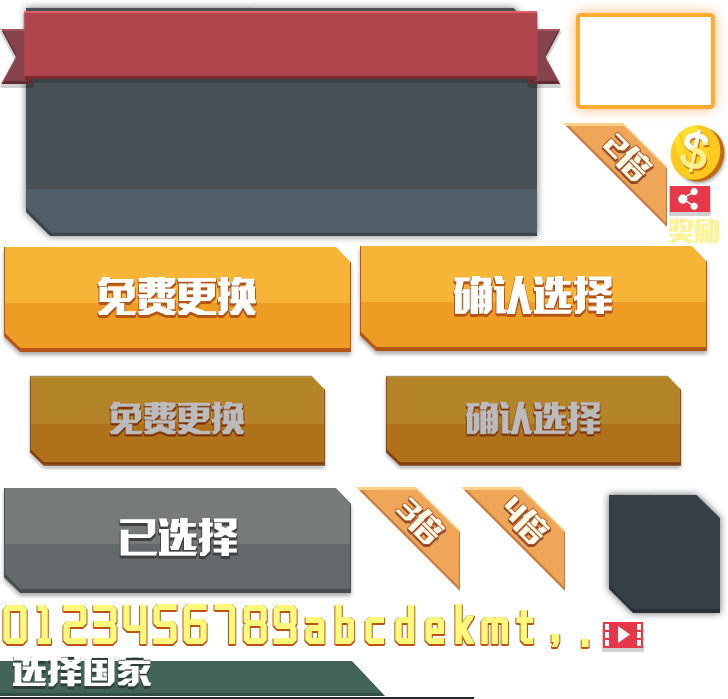 2倍
$
奖励
免费更换
确认选择
免费更换
确认选择
已选择
3倍
4倍
0123456789abcdekmt,.
选择国家